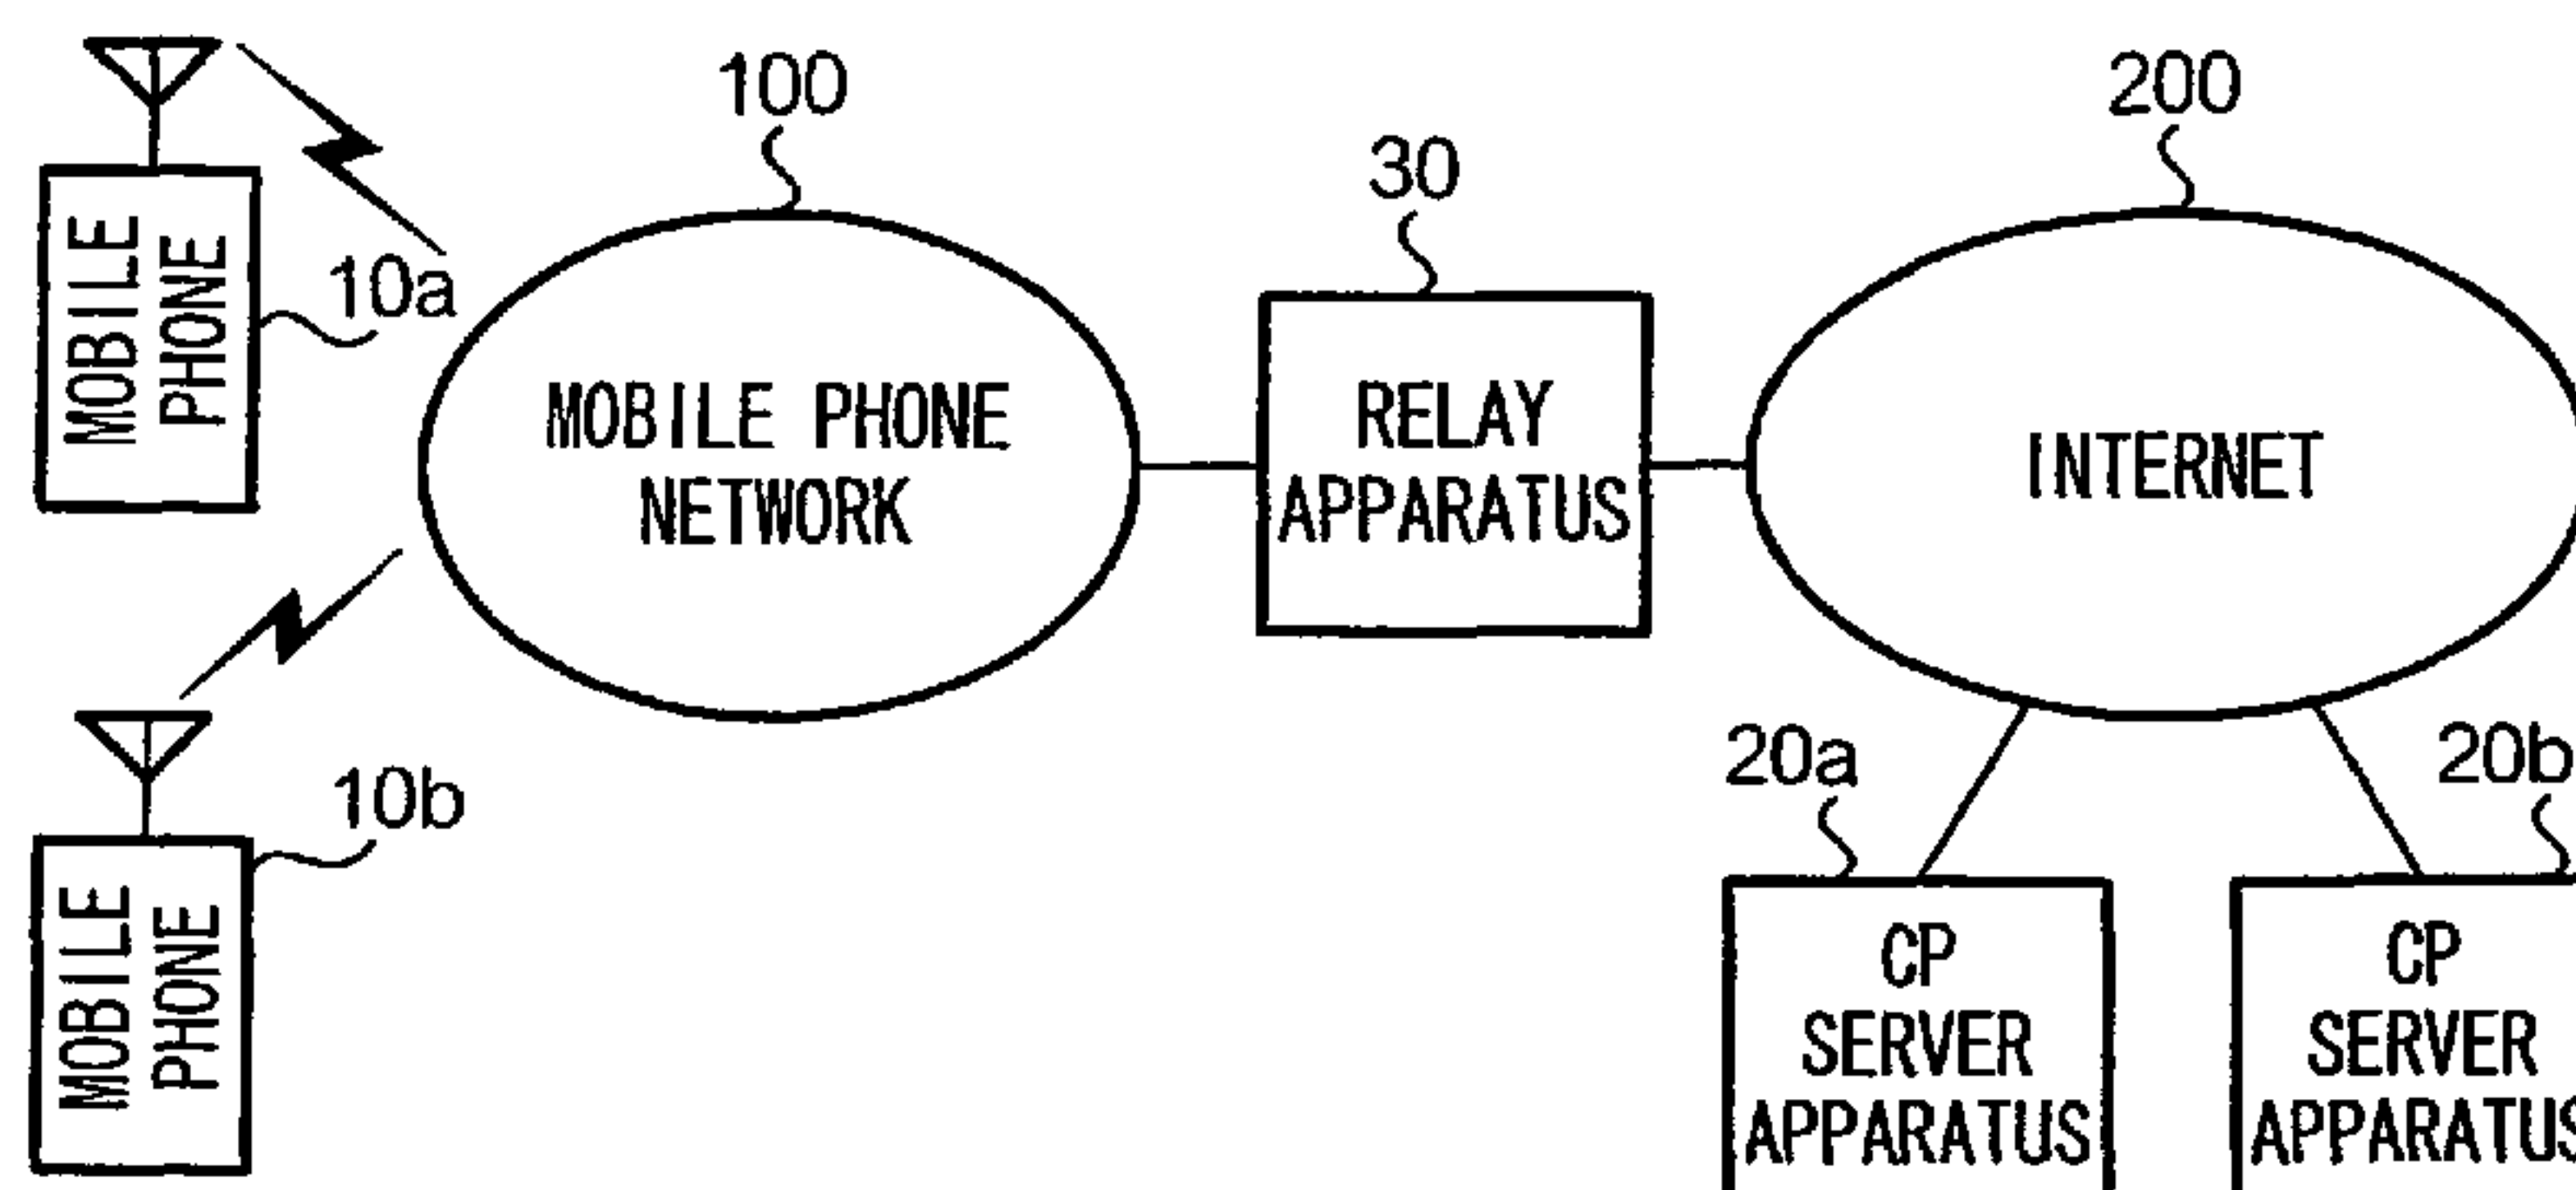 100
200
30
MOBILE
PHONE
10a
MOBILE PHONE
NETWORK
RELAY
APPARATUS
INTERNET
10b
MOBILE
PHONE
20a
20b
CP
SERVER
APPARATUS
CP
SERVER
APPARATUS